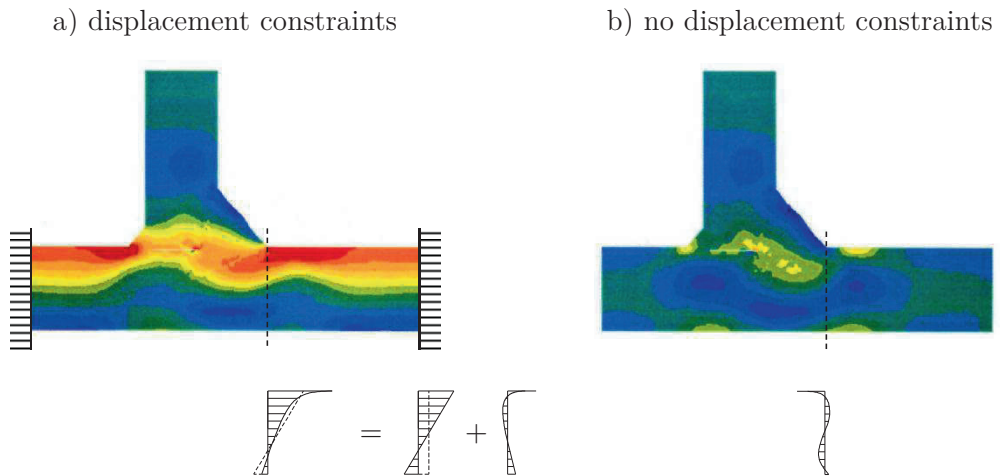 a) displacement constraints
b) no displacement constraints
= +